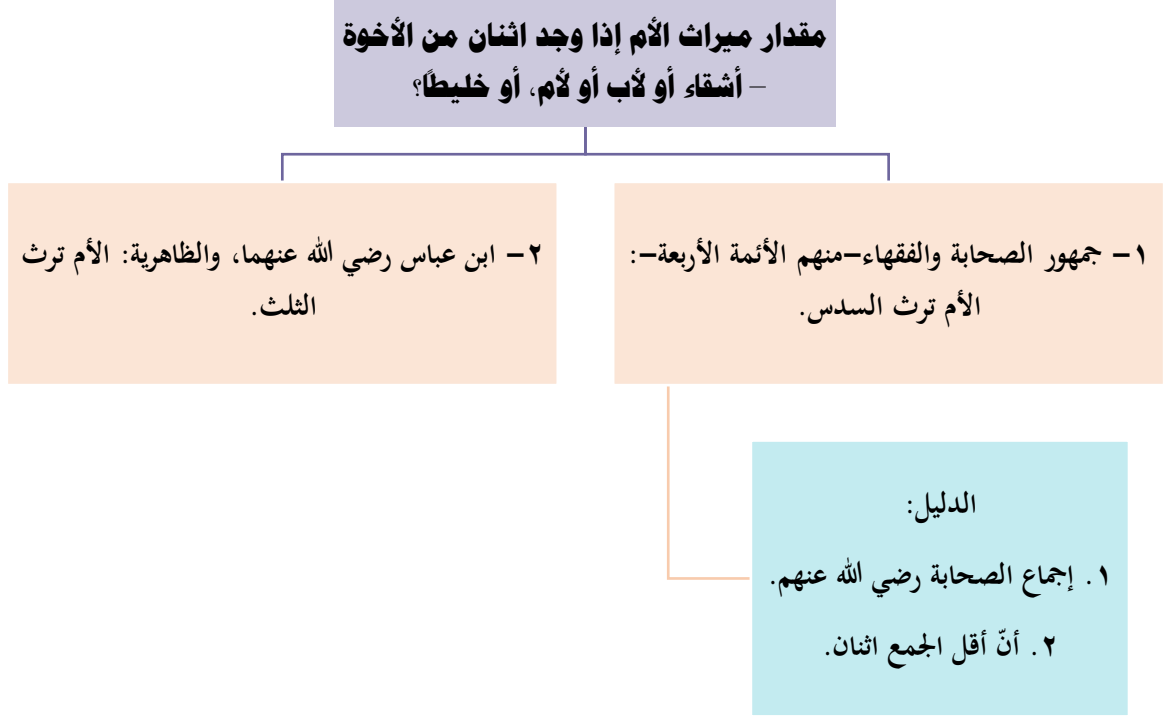 مقدار ميراث الأم إذا وجد اثنان من الأخوة
– أشقاء أو لأب أو لأم، أو خليطًا؟
١– جمهور الصحابة والفقهاء–منهم الأئمة الأربعة–:
الأم ترث السدس.
٢– ابن عباس رضي الله عنهما، والظاهرية: الأم ترث
الثلث.
الدليل:
١. إجماع الصحابة رضي الله عنهم.
٢. أنّ أقل الجمع اثنان.